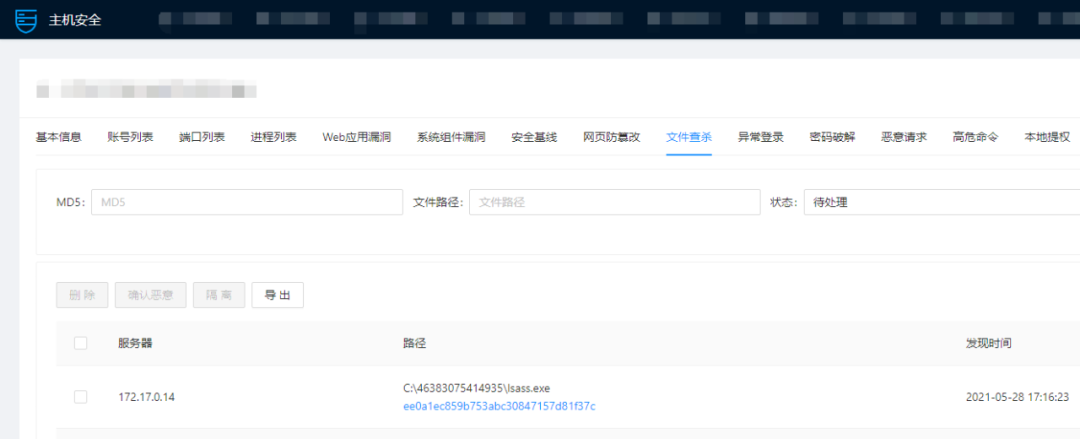 主机安全
基本信息 账号列表 端口列表 进程列表 Web应用漏洞 系统组件漏洞 安全基线 网页防篡改 文件查杀 异常登录 密码破解 恶意请求 高危命令 本地提权
MD5: MD5 文件路径: 文件路径 状态: 待处理
删 除 确认恶意 隔 离 导 出
服务器 路径 发现时间
172.17.0.14 C:\46383075414935\lsass.exe 2021-05-28 17:16:23
ee0a1ec859b753abc30847157d81f37c